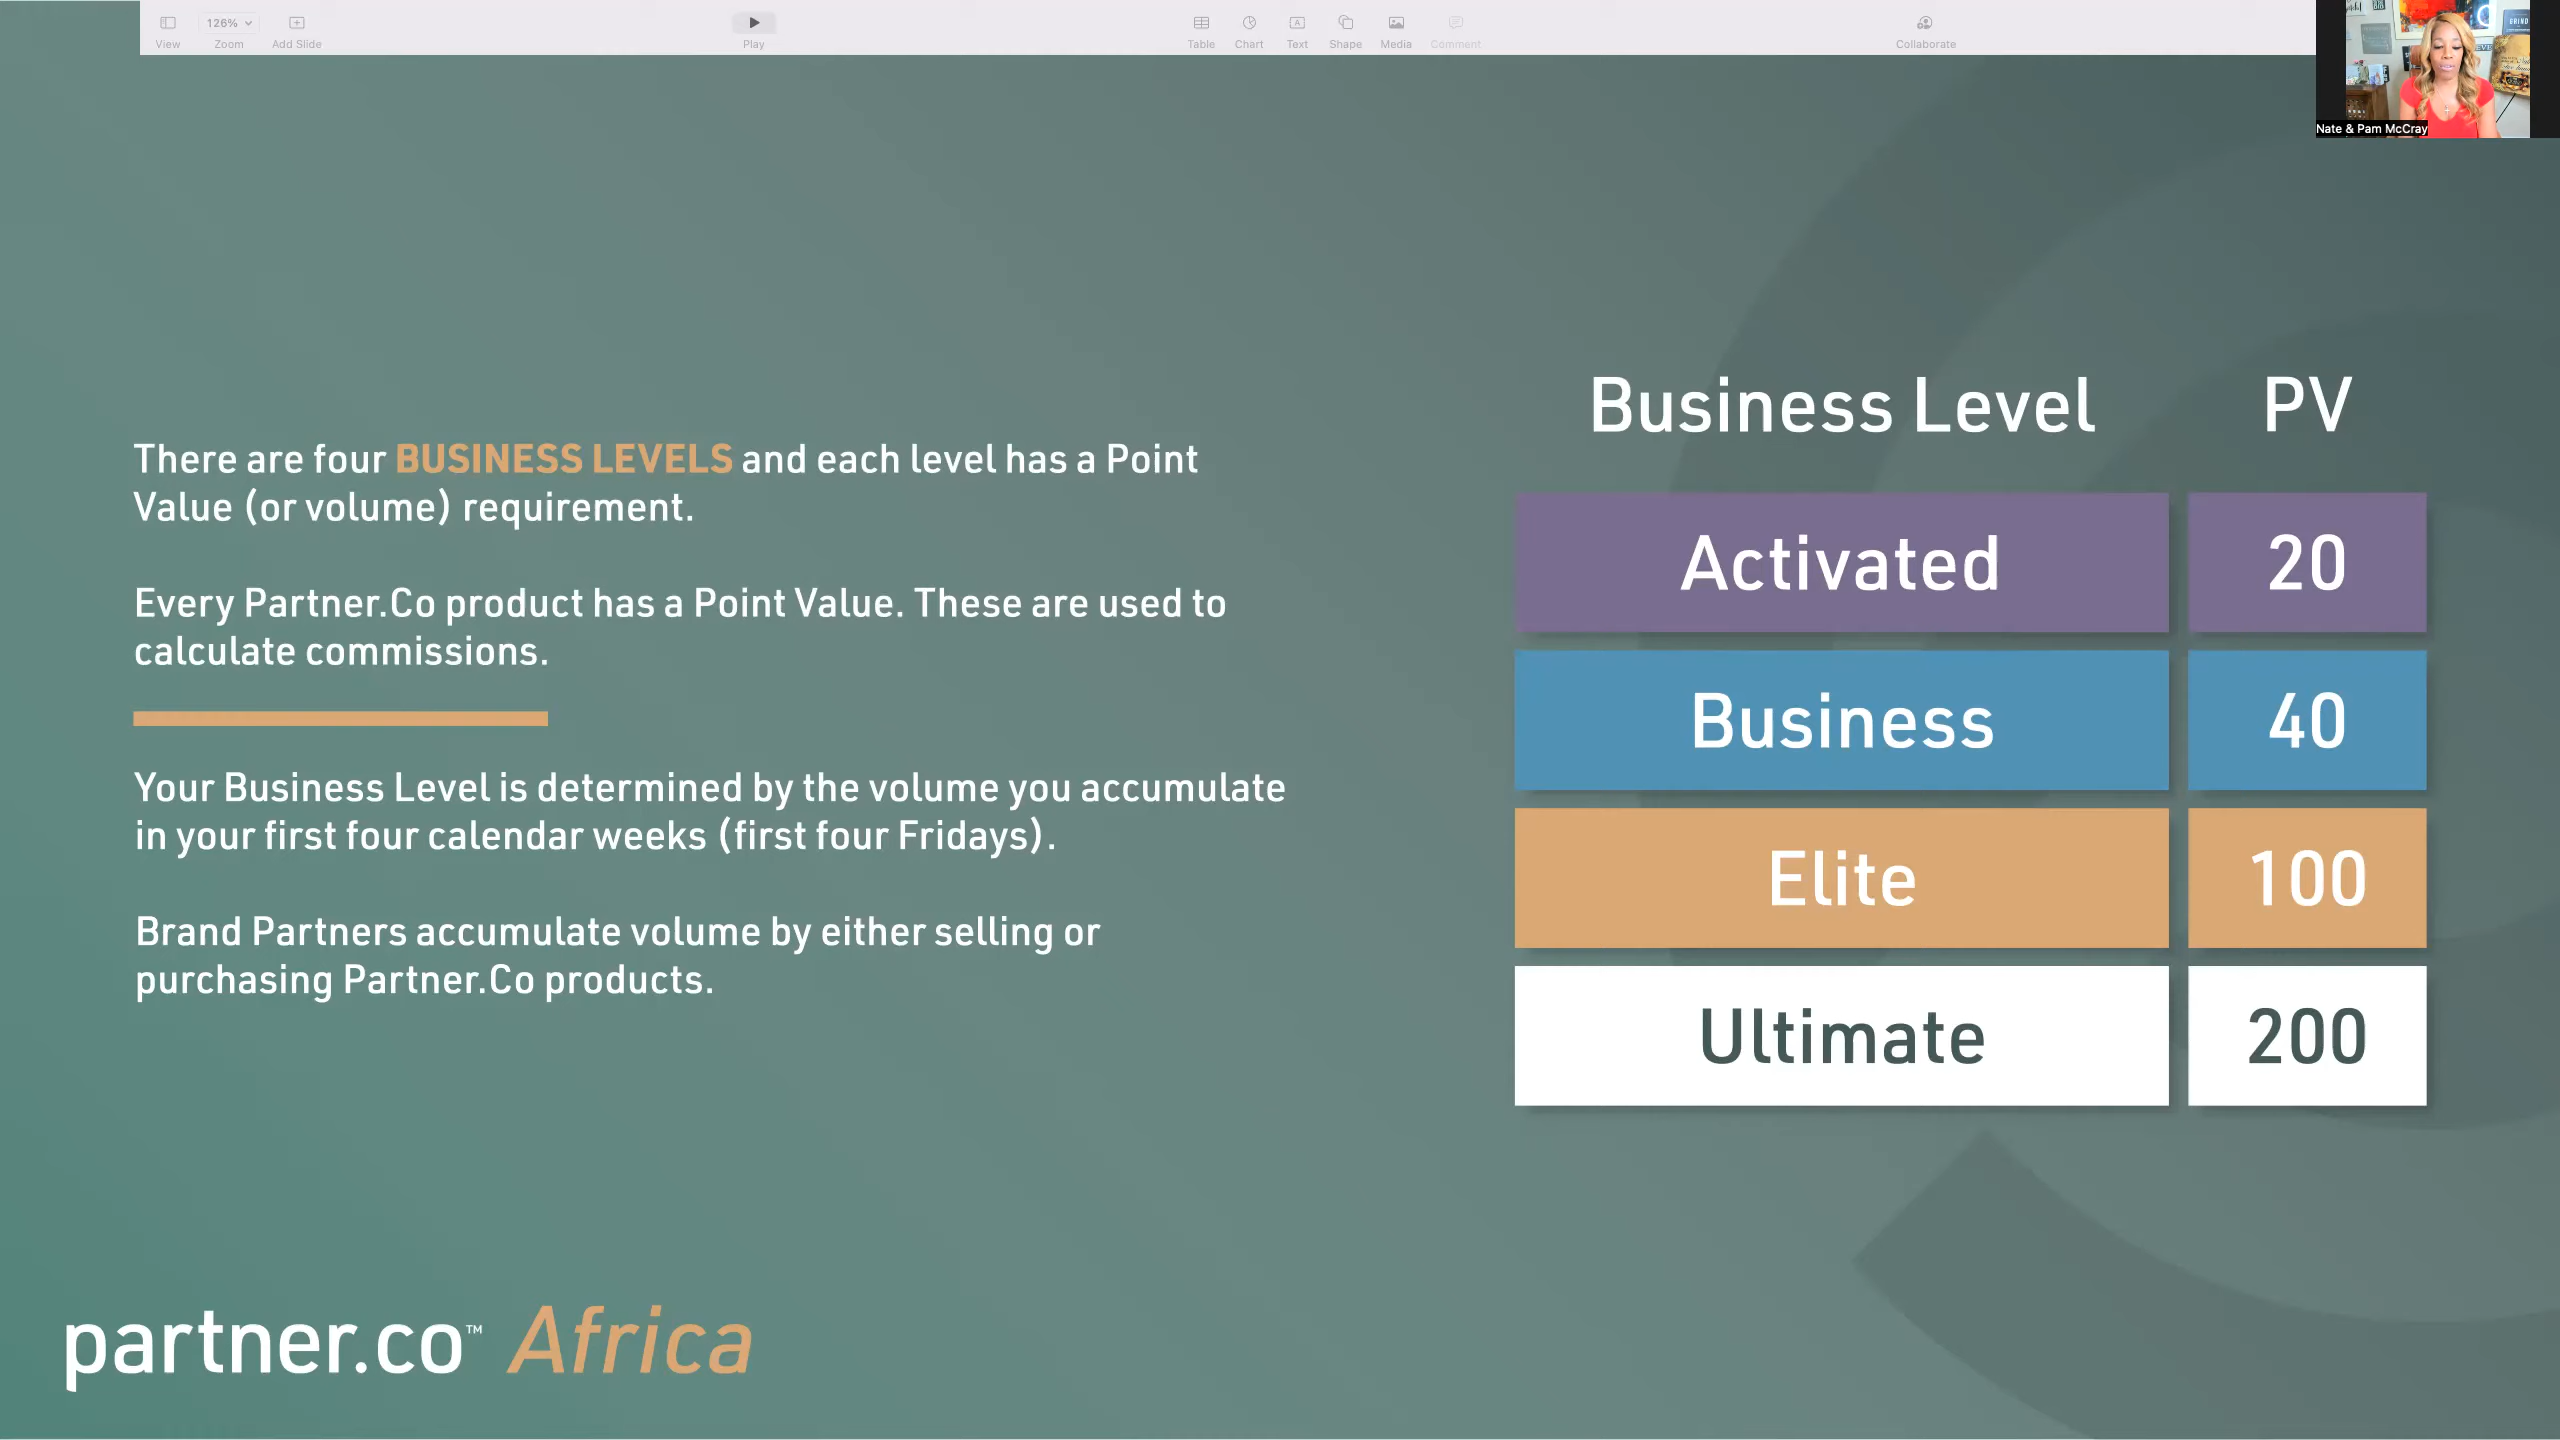 126%
View
Zoom
Add Slide
Play
Table
Chart
Text
Shape
Media
Comment
Collaborate
GRIND
Nate & Pam McCray
There are four BUSINESS LEVELS and each level has a Point
Value (or volume) requirement.
Every Partner.Co product has a Point Value. These are used to
calculate commissions.
Your Business Level is determined by the volume you accumulate
in your first four calendar weeks (first four Fridays).
Brand Partners accumulate volume by either selling or
purchasing Partner.Co products.
Business Level PV
Activated 20
Business 40
Elite 100
Ultimate 200
partner.co™ Africa